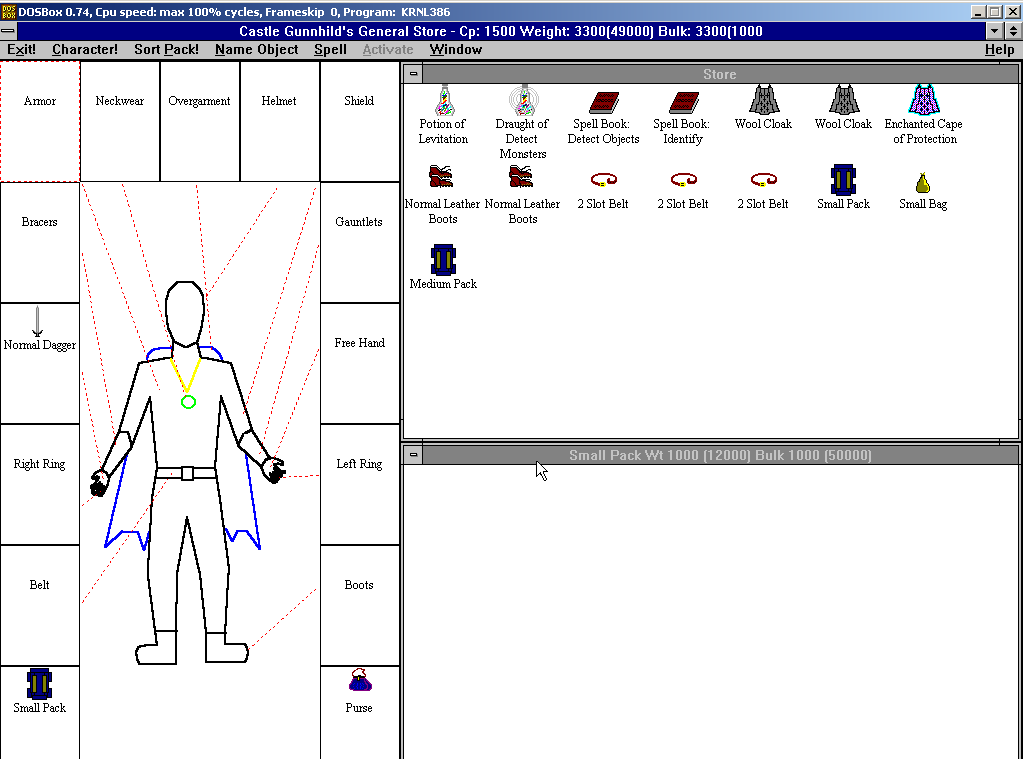 DOSBox 0.74, Cpu speed: max 100% cycles, Frameskip 0, Program: KRNL386
Castle Gunnhild's General Store - Cp: 1500 Weight: 3300(49000) Bulk: 3300(1000
Exit! Character! Sort Pack! Name Object Spell Activate Window Help
Armor
Neckwear
Overgarment
Helmet
Shield
Bracers
Gauntlets
Normal Dagger
Free Hand
Right Ring
Left Ring
Belt
Boots
Small Pack
Purse
Store
Potion of
Levitation
Draught of
Detect
Monsters
Spell Book:
Detect Objects
Spell Book:
Identify
Wool Cloak
Wool Cloak
Enchanted Cape
of Protection
Normal Leather
Boots
Normal Leather
Boots
2 Slot Belt
2 Slot Belt
2 Slot Belt
Small Pack
Small Bag
Medium Pack
Small Pack Wt 1000 (12000) Bulk 1000 (50000)